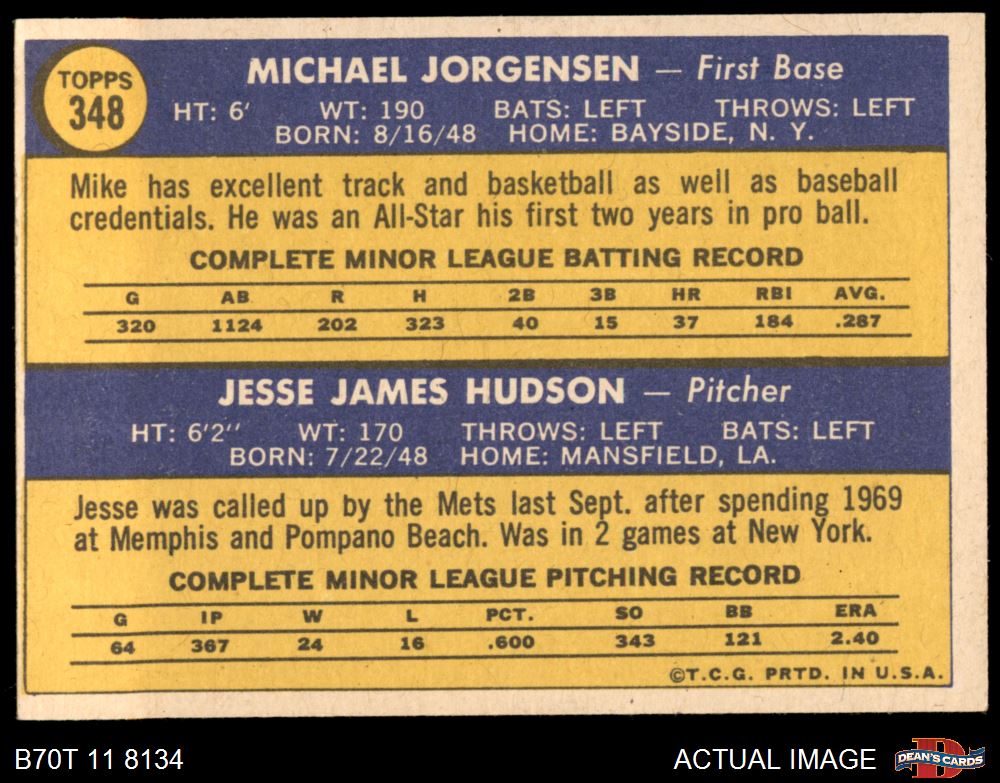 TOPPS
348
MICHAEL JORGENSEN — First Base
HT: 6' WT: 190 BATS: LEFT THROWS: LEFT
BORN: 8/16/48 HOME: BAYSIDE, N. Y.
Mike has excellent track and basketball as well as baseball
credentials. He was an All-Star his first two years in pro ball.
COMPLETE MINOR LEAGUE BATTING RECORD
G AB R H 2B 3B HR RBI AVG.
320 1124 202 323 40 15 37 184 .287
JESSE JAMES HUDSON — Pitcher
HT: 6'2" WT: 170 THROWS: LEFT BATS: LEFT
BORN: 7/22/48 HOME: MANSFIELD, LA.
Jesse was called up by the Mets last Sept. after spending 1969
at Memphis and Pompano Beach. Was in 2 games at New York.
COMPLETE MINOR LEAGUE PITCHING RECORD
G IP W L PCT. SO BB ERA
64 367 24 16 .600 343 121 2.40
©T.C.G. PRTD. IN U.S.A.
B70T 11 8134
ACTUAL IMAGE
D
DEAN'S CARDS